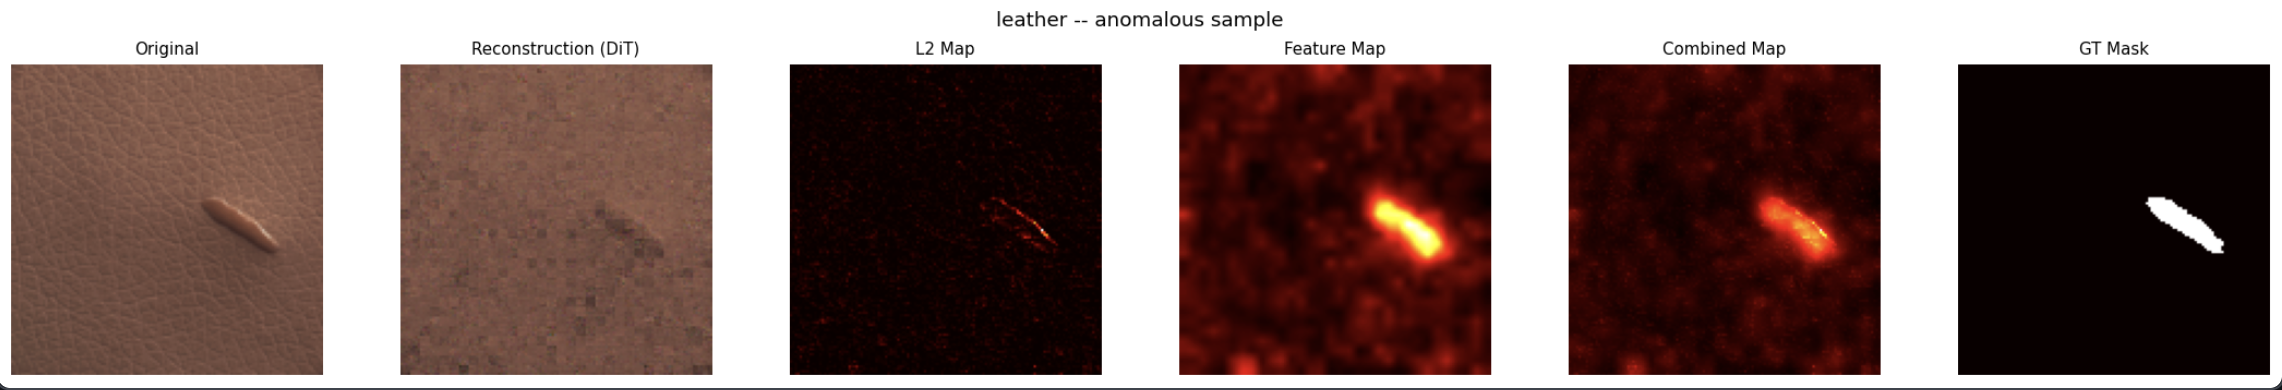 leather -- anomalous sample
Original
Reconstruction (DiT)
L2 Map
Feature Map
Combined Map
GT Mask